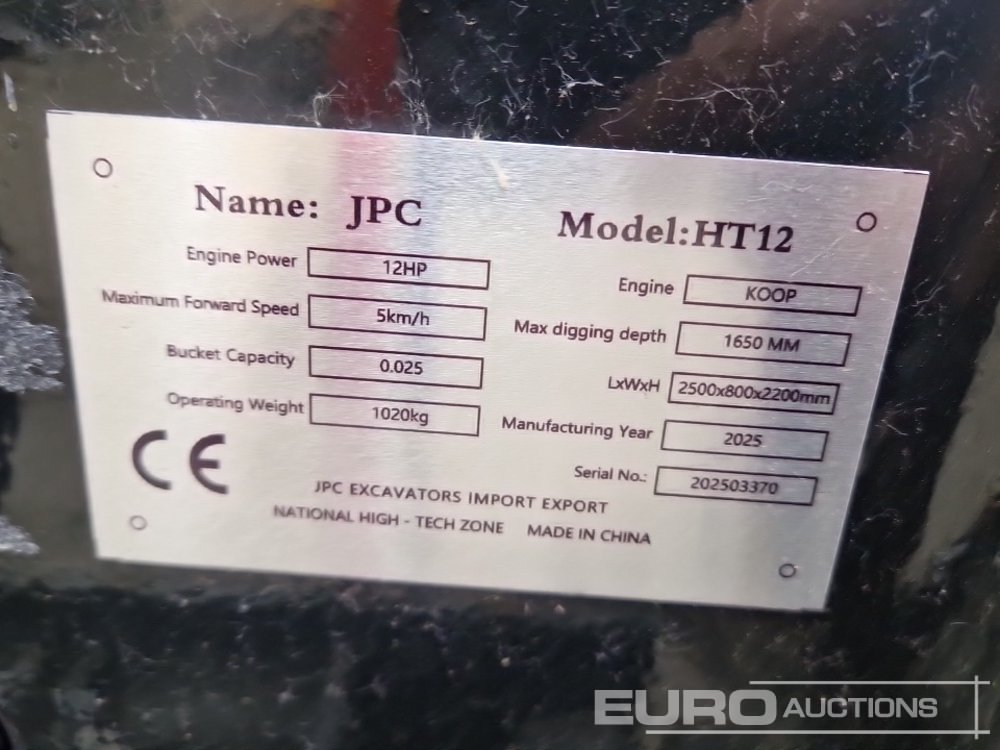 Name: JPC
Engine Power 12HP
Maximum Forward Speed 5km/h
Bucket Capacity 0.025
Operating Weight 1020kg
Model:HT12
Engine KOOP
Max digging depth 1650 MM
LxWxH 2500x800x2200mm
Manufacturing Year 2025
Serial No.: 202503370
CE
JPC EXCAVATORS IMPORT EXPORT
NATIONAL HIGH - TECH ZONE MADE IN CHINA
EURO AUCTIONS